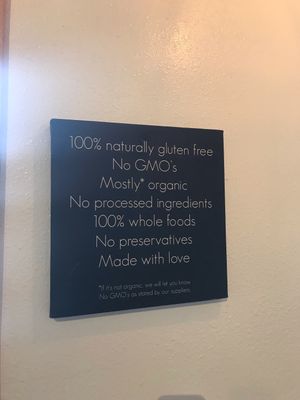 100% naturally gluten free
No GMO's
Mostly* organic
No processed ingredients
100% whole foods
No preservatives
Made with love
*If it's not organic, we will let you know.
No GMO's as stated by our suppliers.